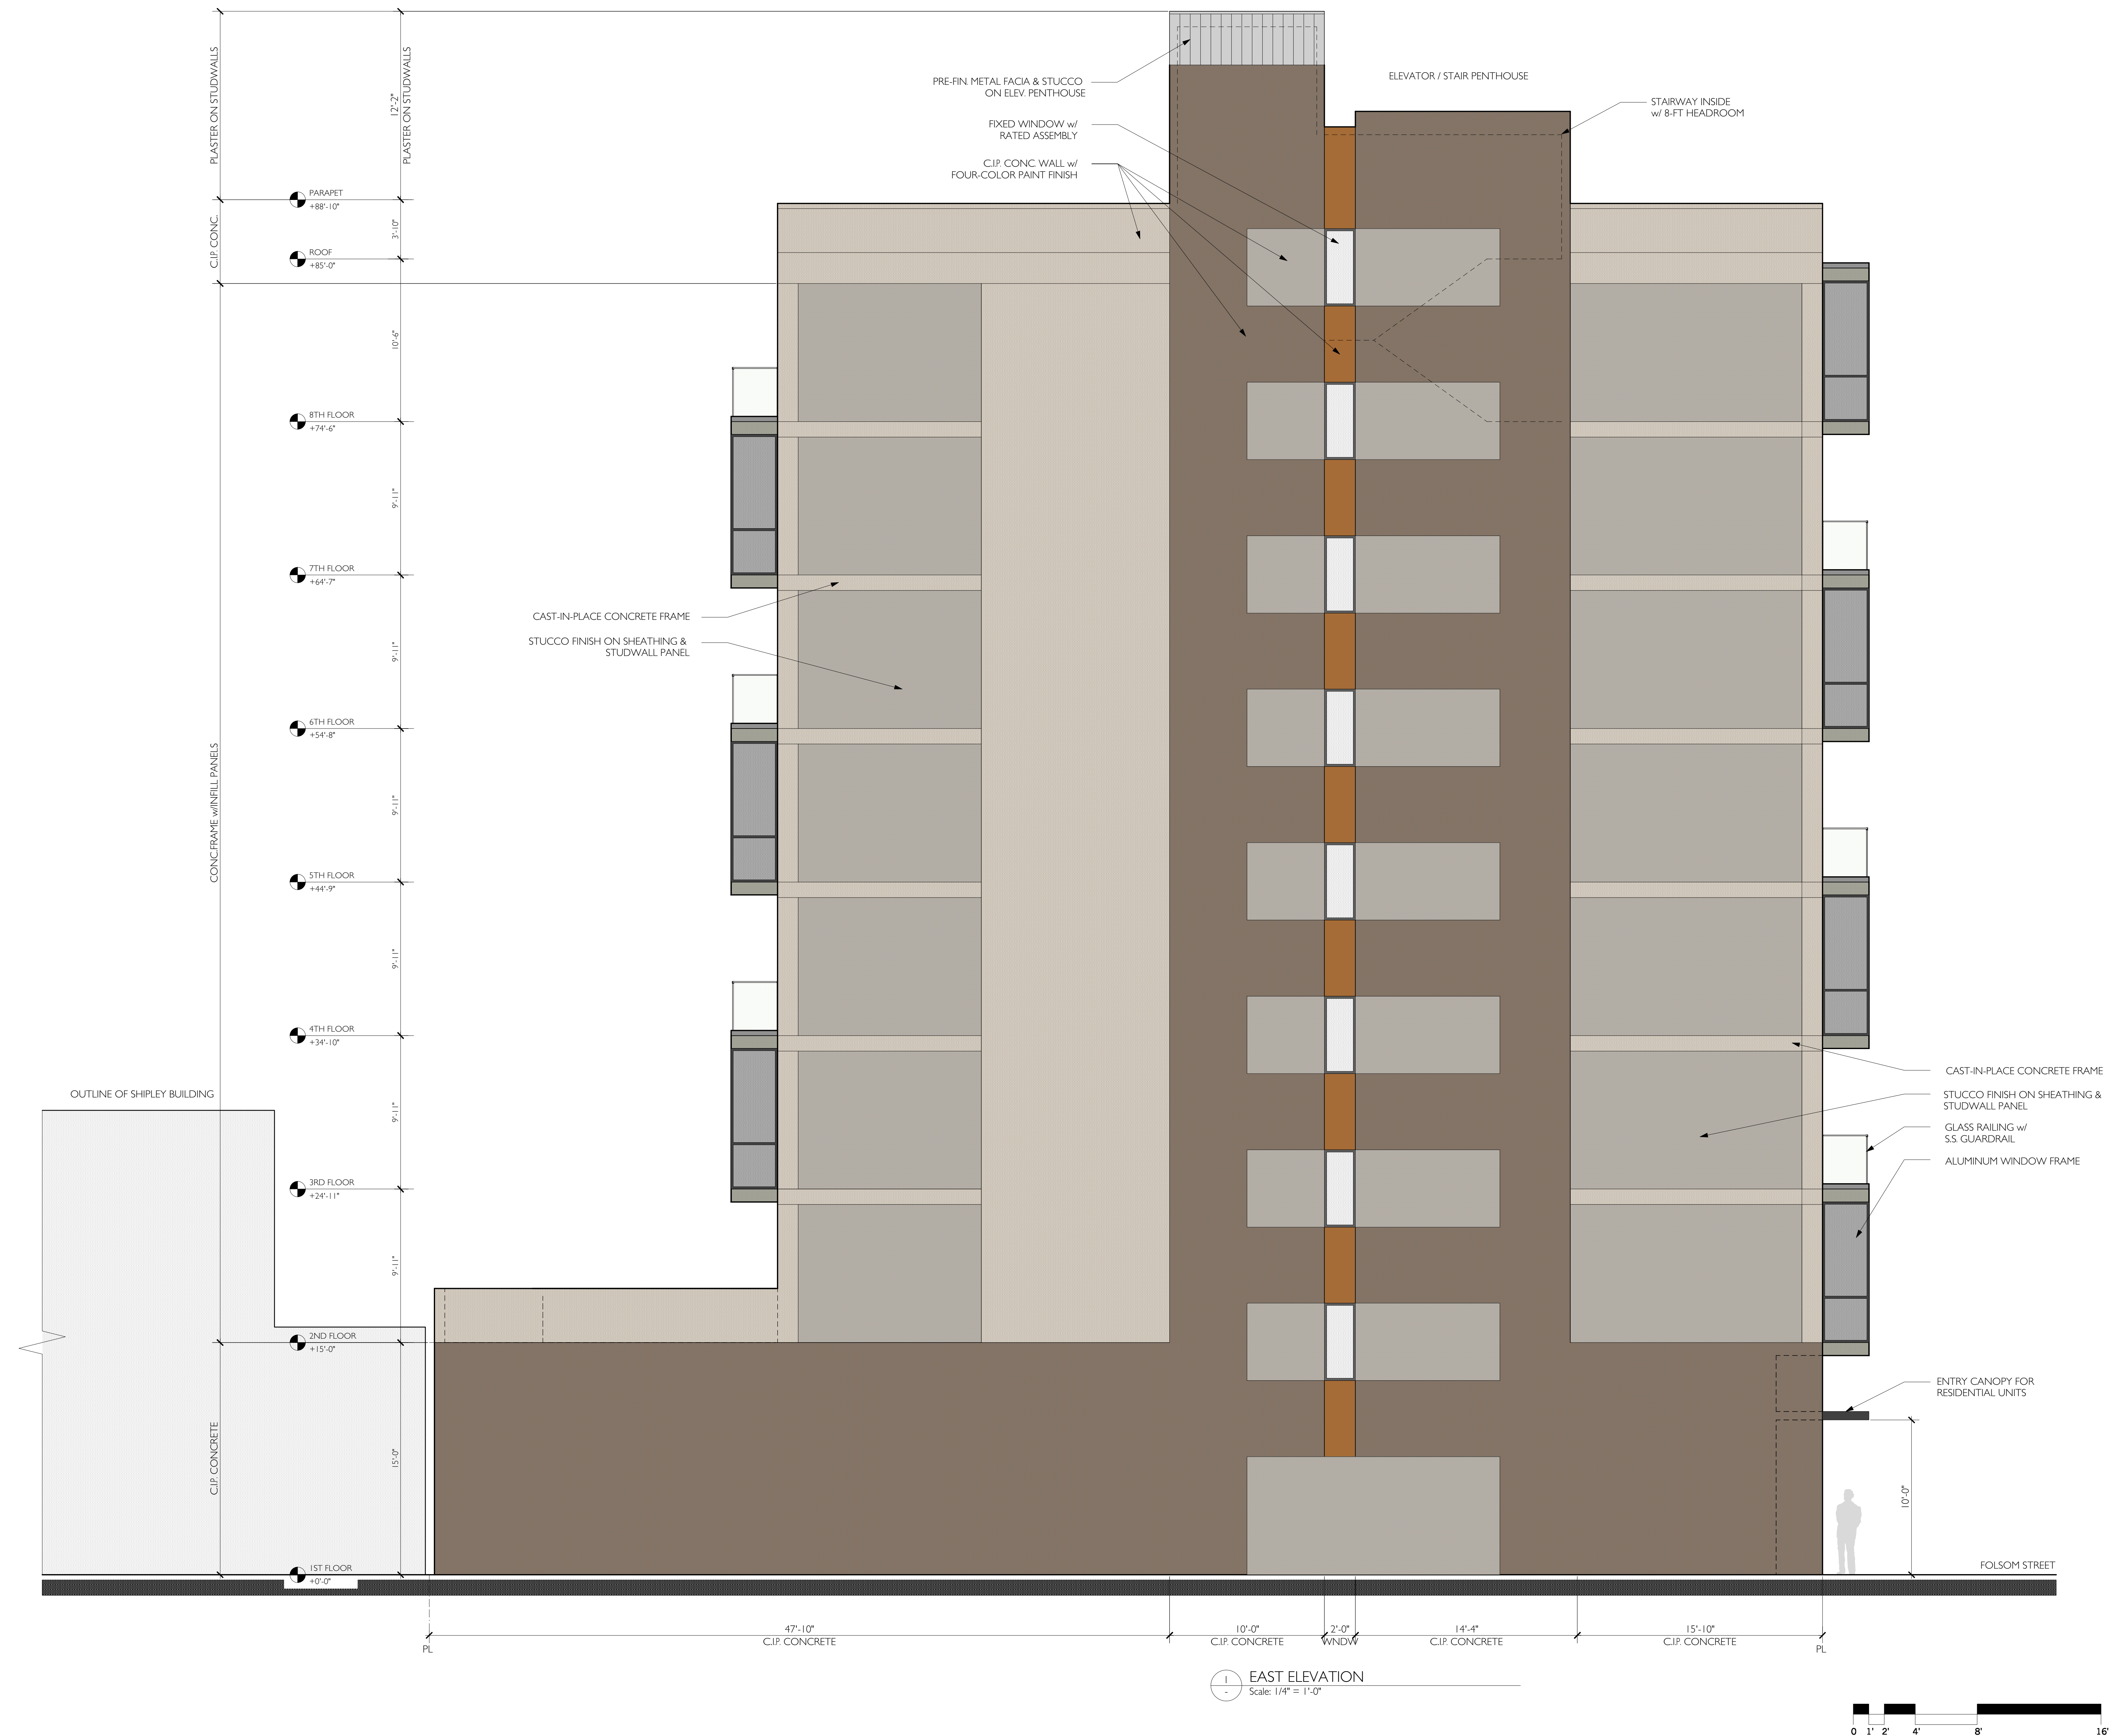 PLASTER ON STUDWALLS
12'-2"
PLASTER ON STUDWALLS
PRE-FIN. METAL FACIA & STUCCO
ON ELEV. PENTHOUSE
ELEVATOR / STAIR PENTHOUSE
STAIRWAY INSIDE
w/ 8-FT HEADROOM
FIXED WINDOW w/
RATED ASSEMBLY
C.I.P. CONC. WALL w/
FOUR-COLOR PAINT FINISH
PARAPET
+88'-10"
C.I.P. CONC.
3'-10"
ROOF
+85'-0"
10'-6"
8TH FLOOR
+74'-6"
9'-11"
7TH FLOOR
+64'-7"
CAST-IN-PLACE CONCRETE FRAME
STUCCO FINISH ON SHEATHING &
STUDWALL PANEL
9'-11"
6TH FLOOR
+54'-8"
CONC.FRAME w/INFILL PANELS
9'-11"
5TH FLOOR
+44'-9"
9'-11"
4TH FLOOR
+34'-10"
OUTLINE OF SHIPLEY BUILDING
9'-11"
CAST-IN-PLACE CONCRETE FRAME
STUCCO FINISH ON SHEATHING &
STUDWALL PANEL
GLASS RAILING w/
S.S. GUARDRAIL
ALUMINUM WINDOW FRAME
3RD FLOOR
+24'-11"
9'-11"
2ND FLOOR
+15'-0"
ENTRY CANOPY FOR
RESIDENTIAL UNITS
C.I.P. CONCRETE
15'-0"
10'-0"
1ST FLOOR
+0'-0"
FOLSOM STREET
47'-10"
10'-0"
2'-0"
14'-4"
15'-10"
C.I.P. CONCRETE
C.I.P. CONCRETE
WNDW
C.I.P. CONCRETE
C.I.P. CONCRETE
PL
PL
1
-
EAST ELEVATION
Scale: 1/4" = 1'-0"
0 1' 2' 4' 8' 16'